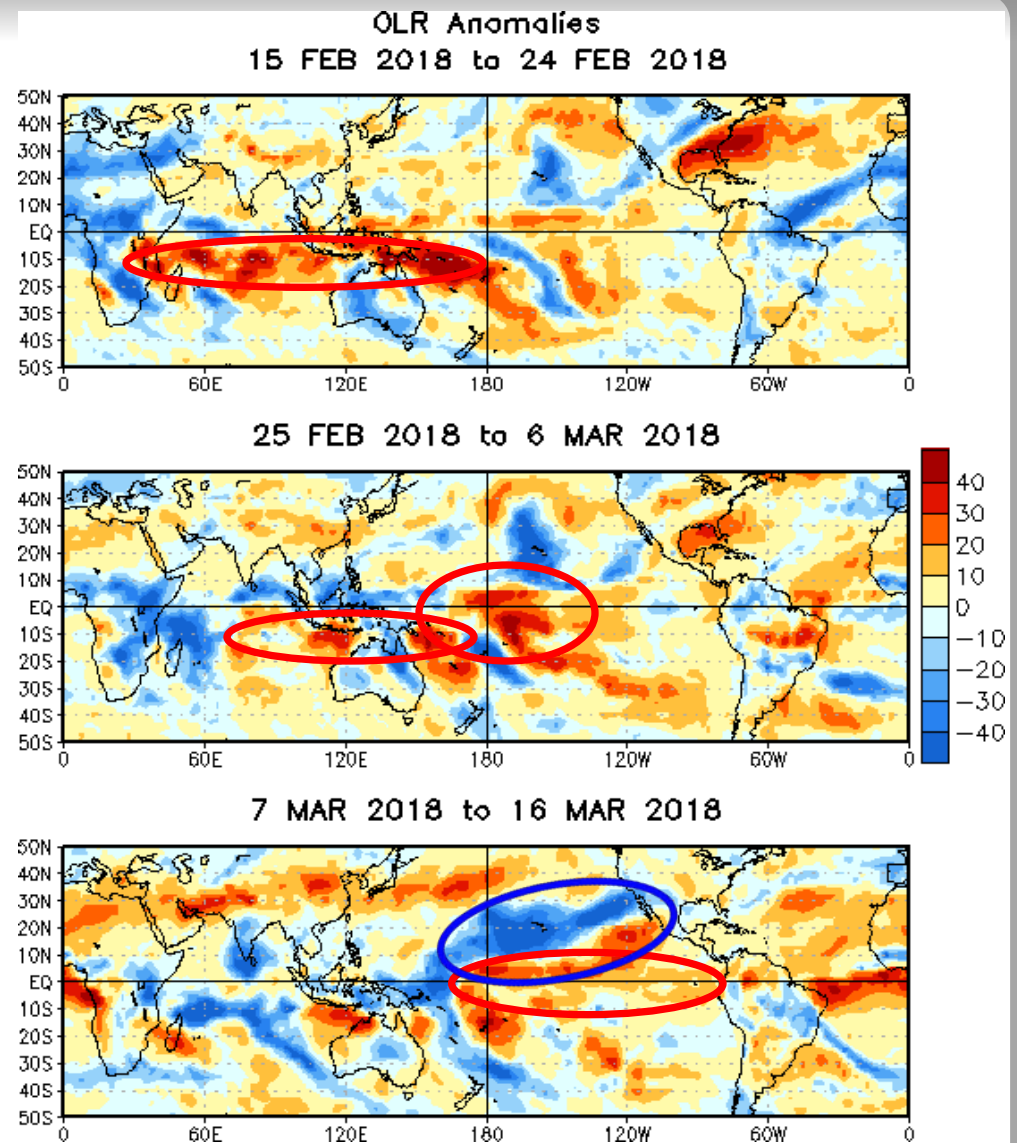 OLR Anomalies
15 FEB 2018 to 24 FEB 2018
50N
40N
30N
20N
10N
EQ
10S
20S
30S
40S
50S
0 60E 120E 180 120W 60W 0
25 FEB 2018 to 6 MAR 2018
50N
40N
30N
20N
10N
EQ
10S
20S
30S
40S
50S
0 60E 120E 180 120W 60W 0
40
30
20
10
0
−10
−20
−30
−40
7 MAR 2018 to 16 MAR 2018
50N
40N
30N
20N
10N
EQ
10S
20S
30S
40S
50S
0 60E 120E 180 120W 60W 0